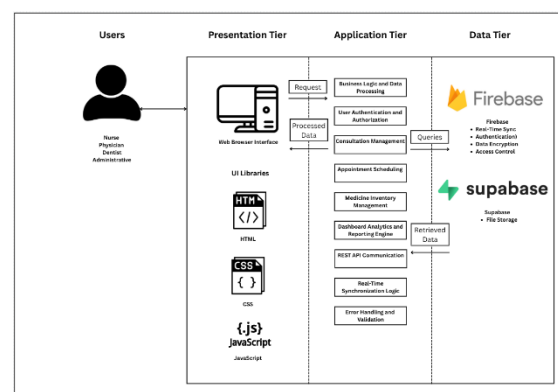 Users
Presentation Tier
Application Tier
Data Tier
Nurse
Physician
Dentist
Administrative
Web Browser Interface
UI Libraries
HTM
</>
HTML
CSS
{ }
CSS
{.js}
JavaScript
JavaScript
Request
Processed
Data
Business Logic and Data
Processing
User Authentication and
Authorization
Consultation Management
Appointment Scheduling
Medicine Inventory
Management
Dashboard Analytics and
Reporting Engine
REST API Communication
Real-Time
Synchronization Logic
Error Handling and
Validation
Queries
Retrieved
Data
Firebase
Firebase
• Real-Time Sync
• Authentication)
• Data Encryption
• Access Control
supabase
Supabase
• File Storage